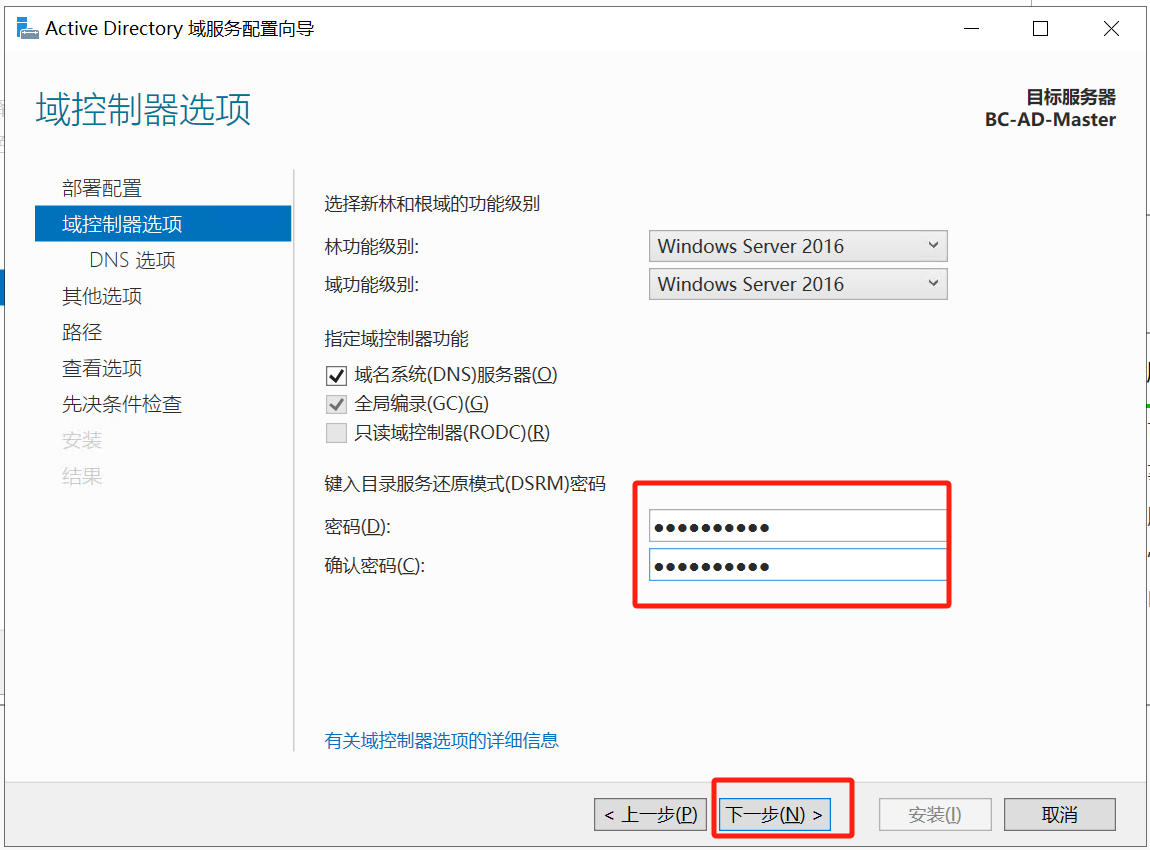 Active Directory 域服务配置向导
域控制器选项
目标服务器
BC-AD-Master
部署配置
域控制器选项
DNS 选项
其他选项
路径
查看选项
先决条件检查
安装
结果
选择新林和根域的功能级别
林功能级别: Windows Server 2016
域功能级别: Windows Server 2016
指定域控制器功能
域名系统(DNS)服务器(O)
全局编录(GC)(G)
只读域控制器(RODC)(R)
键入目录服务还原模式(DSRM)密码
密码(D): ●●●●●●●●●●
确认密码(C): ●●●●●●●●●●
有关域控制器选项的详细信息
< 上一步(P) 下一步(N) > 安装(I) 取消